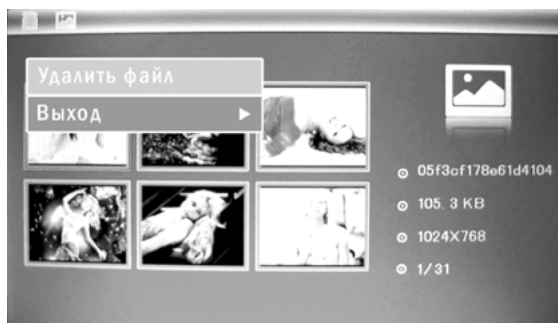 Удалить файл
Выход
05f3cf178e61d4104
105. 3 KB
1024X768
1/31